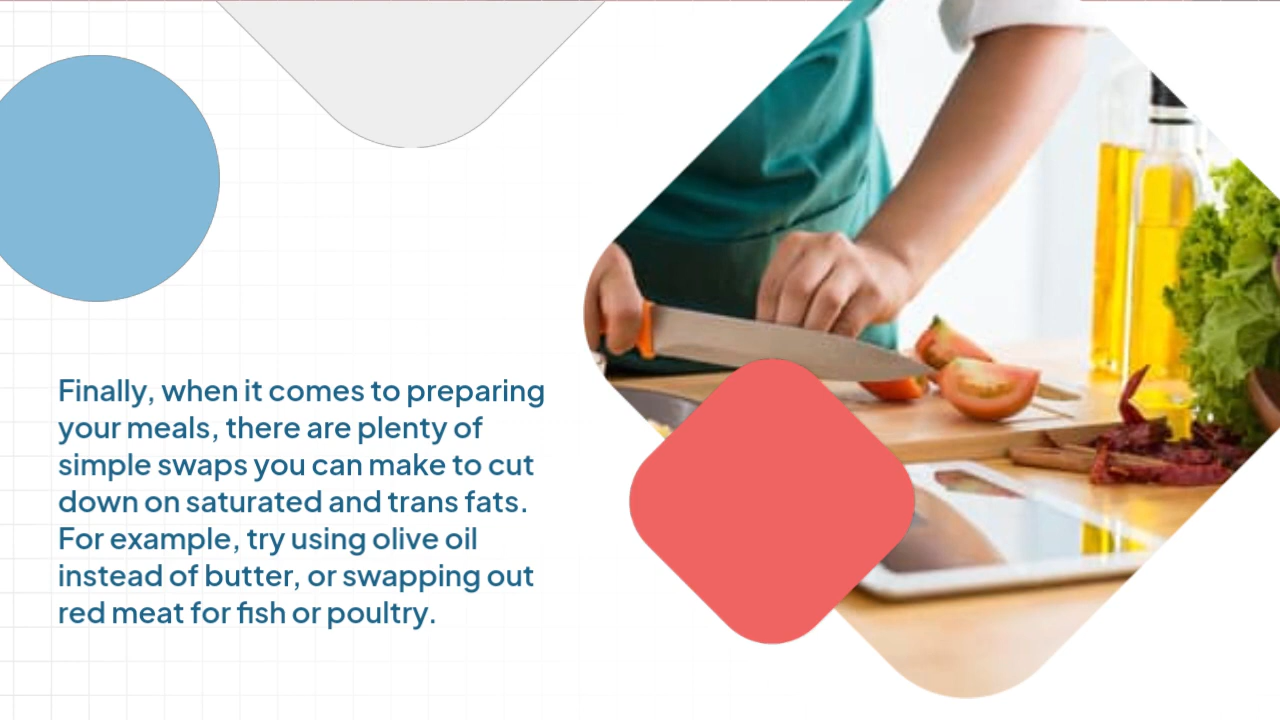 Finally, when it comes to preparing
your meals, there are plenty of
simple swaps you can make to cut
down on saturated and trans fats.
For example, try using olive oil
instead of butter, or swapping out
red meat for fish or poultry.